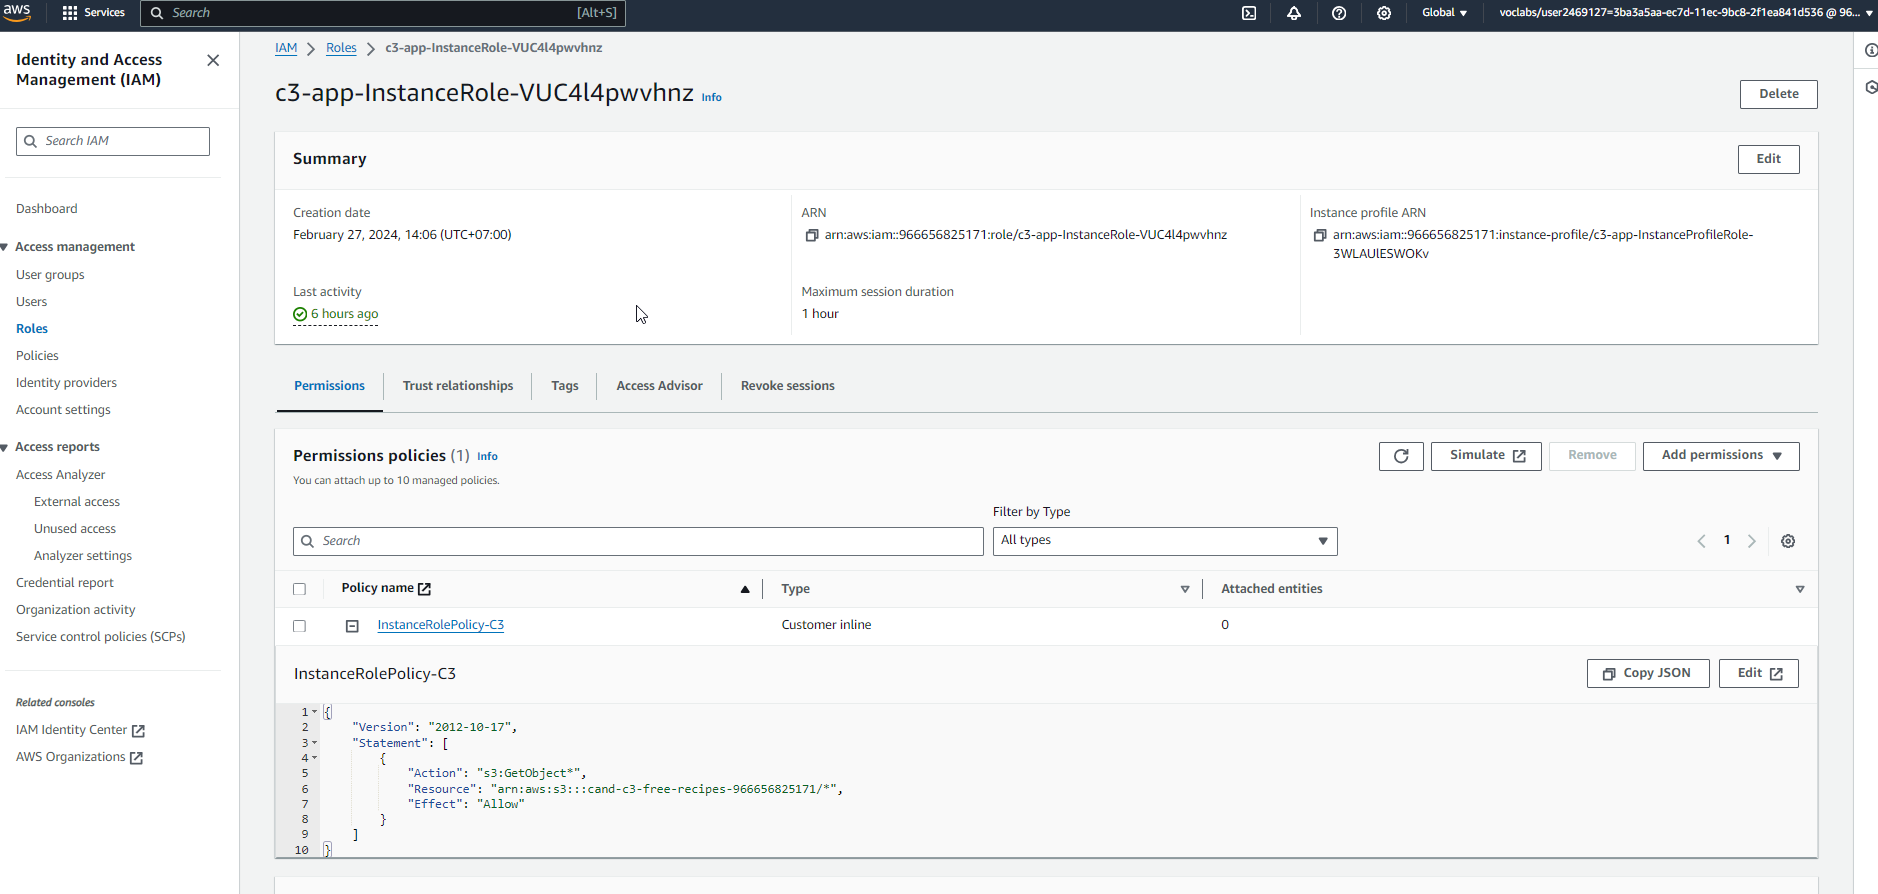 aws
Services
Search
[Alt+S]
Global
voclabs/user2469127=3ba3a5aa-ec7d-11ec-9bc8-2f1ea841d536 @ 96...
Identity and Access
Management (IAM)
Search IAM
Dashboard
Access management
User groups
Users
Roles
Policies
Identity providers
Account settings
Access reports
Access Analyzer
External access
Unused access
Analyzer settings
Credential report
Organization activity
Service control policies (SCPs)
Related consoles
IAM Identity Center
AWS Organizations
IAM > Roles > c3-app-InstanceRole-VUC4l4pwvhnz
c3-app-InstanceRole-VUC4l4pwvhnz Info
Delete
Summary
Edit
Creation date
February 27, 2024, 14:06 (UTC+07:00)
ARN
arn:aws:iam::966656825171:role/c3-app-InstanceRole-VUC4l4pwvhnz
Instance profile ARN
arn:aws:iam::966656825171:instance-profile/c3-app-InstanceProfileRole-
3WLAUlESWOKv
Last activity
6 hours ago
Maximum session duration
1 hour
Permissions
Trust relationships
Tags
Access Advisor
Revoke sessions
Permissions policies (1) Info
You can attach up to 10 managed policies.
Simulate
Remove
Add permissions
Filter by Type
Search
All types
1
Policy name
Type
Attached entities
InstanceRolePolicy-C3
Customer inline
0
InstanceRolePolicy-C3
Copy JSON
Edit
1 {
2 "Version": "2012-10-17",
3 "Statement": [
4 {
5 "Action": "s3:GetObject*",
6 "Resource": "arn:aws:s3:::cand-c3-free-recipes-966656825171/*",
7 "Effect": "Allow"
8 }
9 ]
10 }